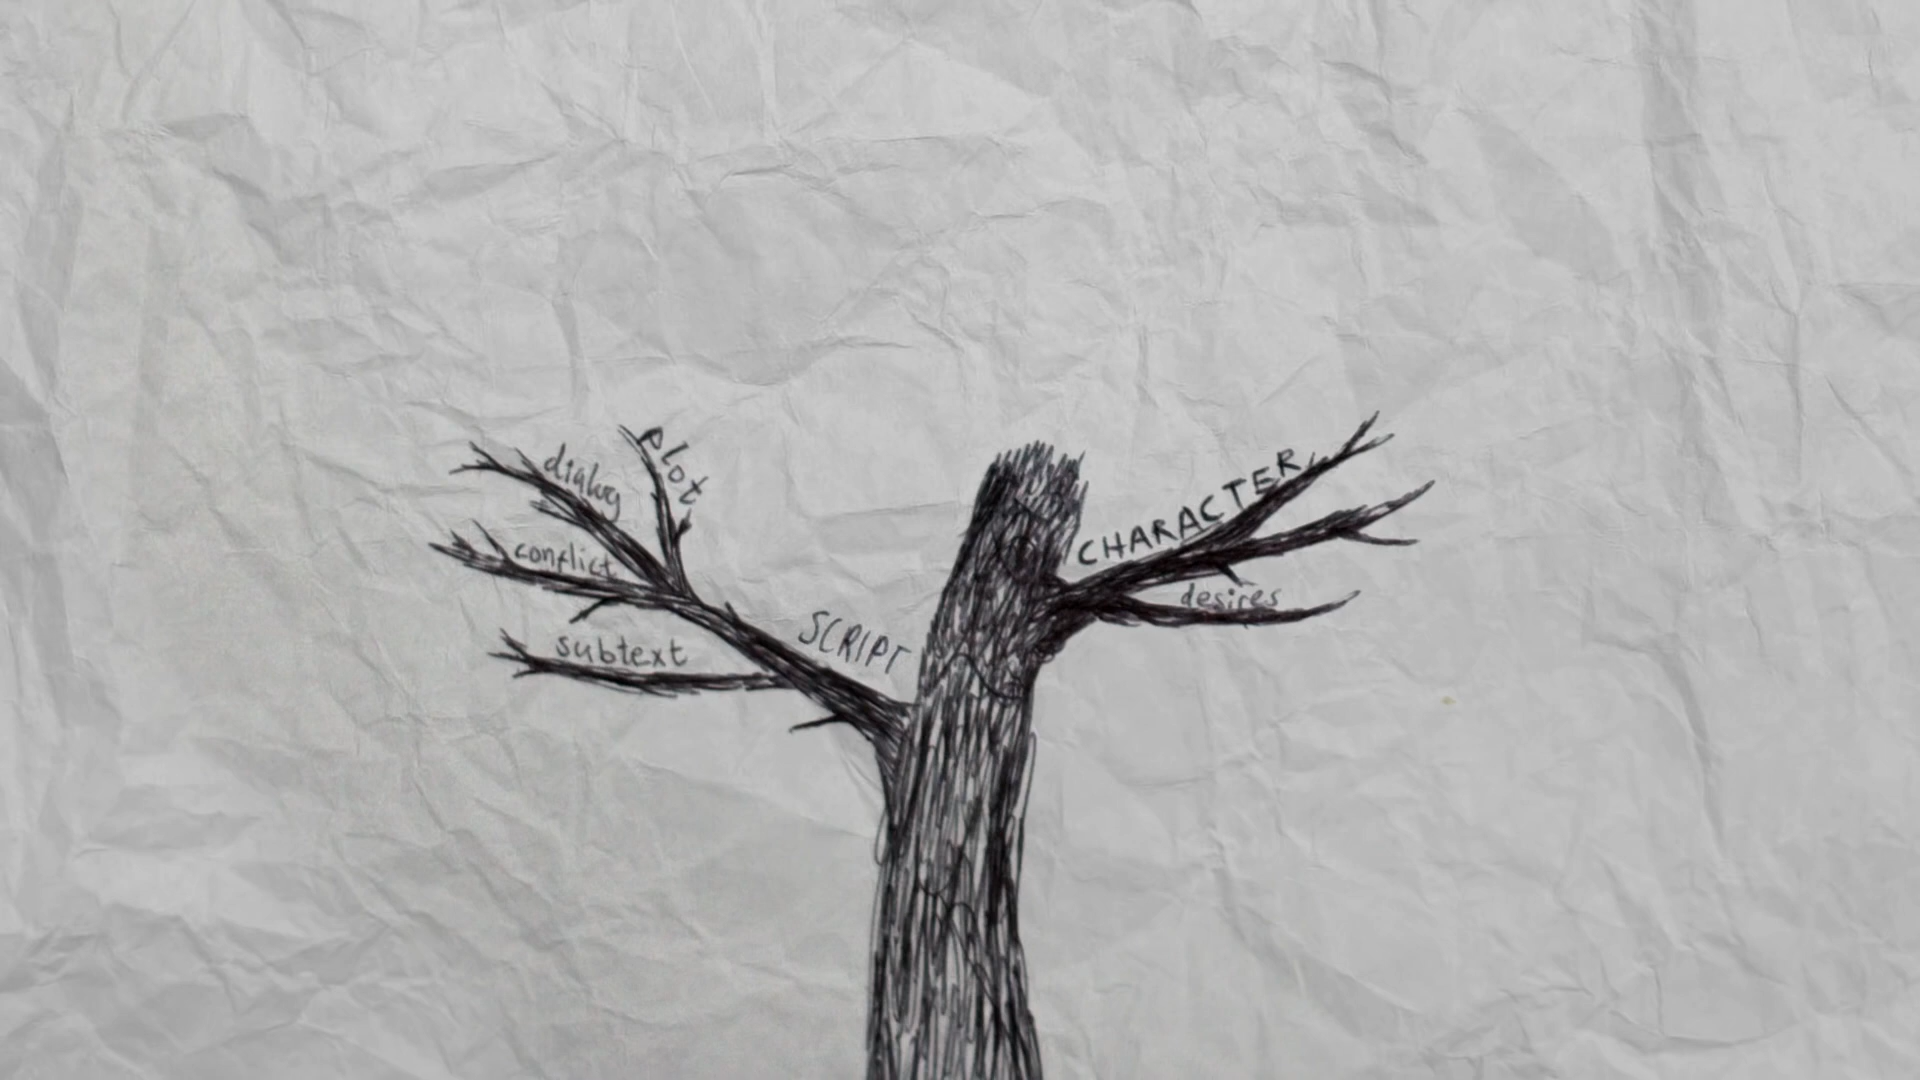 plot
dialog
conflict
subtext
SCRIPT
CHARACTER
desires